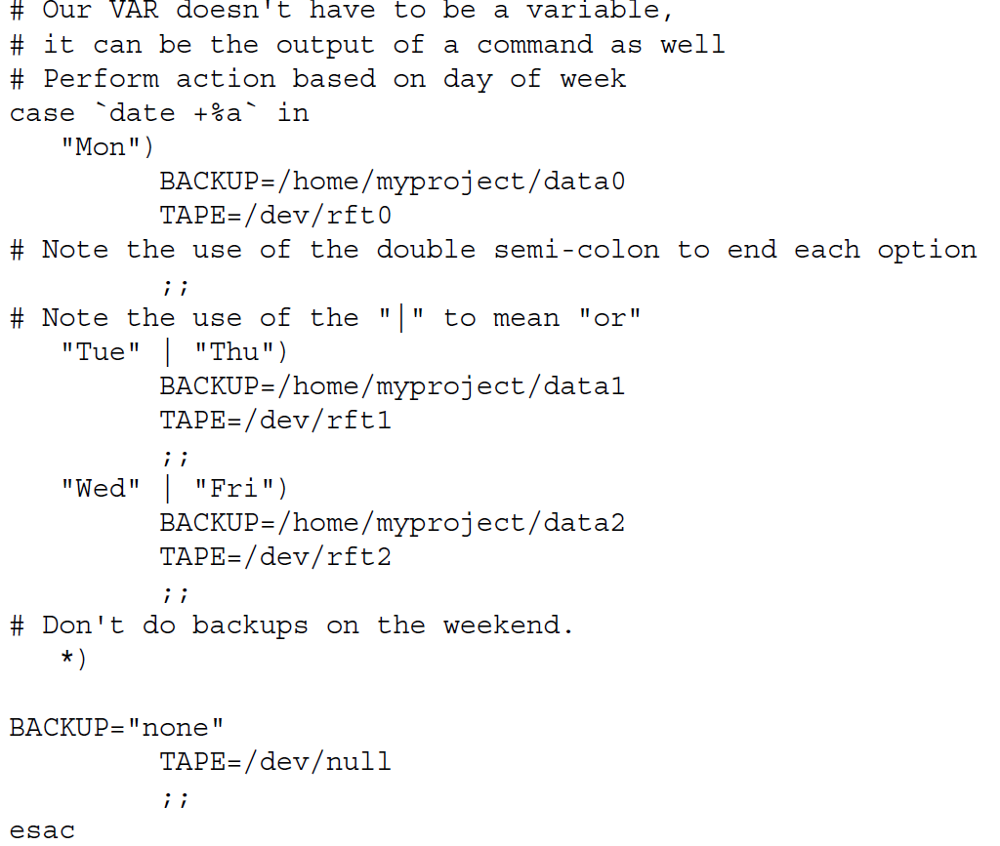 # Our VAR doesn't have to be a variable,
# it can be the output of a command as well
# Perform action based on day of week
case `date +%a` in
   "Mon")
         BACKUP=/home/myproject/data0
         TAPE=/dev/rft0
# Note the use of the double semi-colon to end each option
         ;;
# Note the use of the "|" to mean "or"
   "Tue" | "Thu")
         BACKUP=/home/myproject/data1
         TAPE=/dev/rft1
         ;;
   "Wed" | "Fri")
         BACKUP=/home/myproject/data2
         TAPE=/dev/rft2
         ;;
# Don't do backups on the weekend.
   *)

BACKUP="none"
         TAPE=/dev/null
         ;;
esac